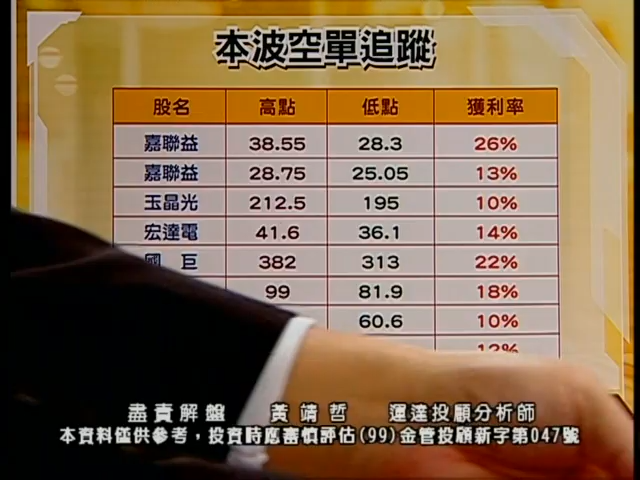 本波空單追蹤
股名 高點 低點 獲利率
嘉聯益 38.55 28.3 26%
嘉聯益 28.75 25.05 13%
玉晶光 212.5 195 10%
宏達電 41.6 36.1 14%
國 巨 382 313 22%
99 81.9 18%
60.6 10%
12%
盡責解盤 黃靖哲 運達投顧分析師
本資料僅供參考，投資時應審慎評估(99)金管投顧新字第047號